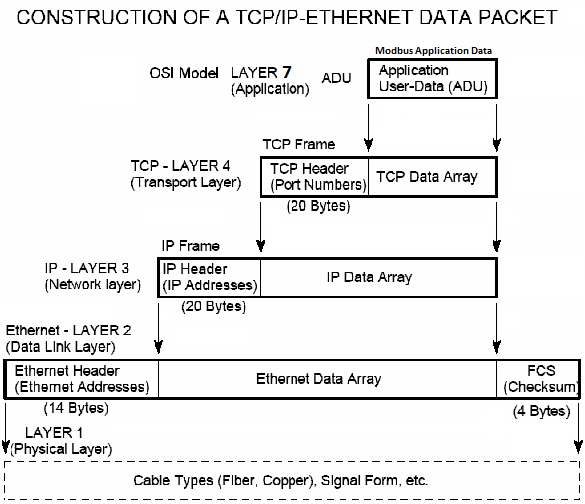 CONSTRUCTION OF A TCP/IP-ETHERNET DATA PACKET
Modbus Application Data
OSI Model LAYER 7 ADU
(Application)
Application
User-Data (ADU)
TCP Frame
TCP - LAYER 4
(Transport Layer)
TCP Header
(Port Numbers)
TCP Data Array
(20 Bytes)
IP Frame
IP - LAYER 3
(Network layer)
IP Header
(IP Addresses)
IP Data Array
(20 Bytes)
Ethernet - LAYER 2
(Data Link Layer)
Ethernet Header
(Ethernet Addresses)
Ethernet Data Array
FCS
(Checksum)
(14 Bytes)
(4 Bytes)
LAYER 1
(Physical Layer)
Cable Types (Fiber, Copper), Signal Form, etc.